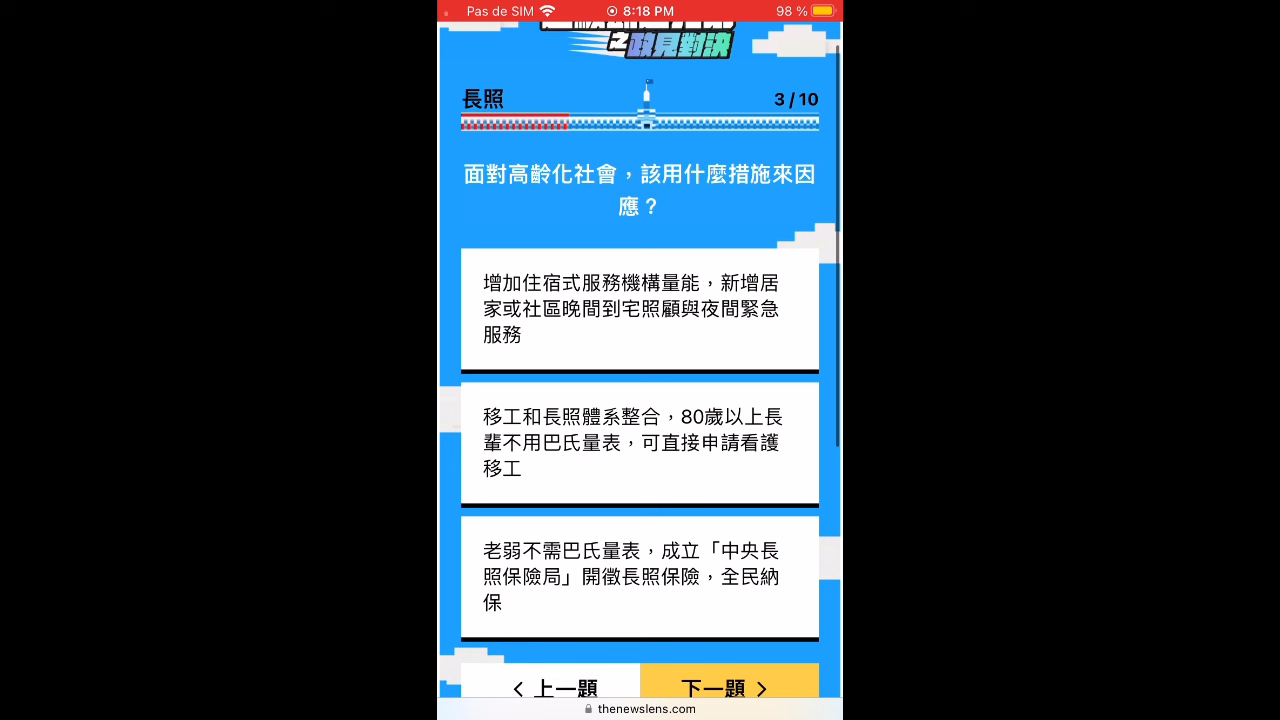 Pas de SIM 8:18 PM 98 %
之政見對決
長照 3 / 10
面對高齡化社會，該用什麼措施來因
應？
增加住宿式服務機構量能，新增居
家或社區晚間到宅照顧與夜間緊急
服務
移工和長照體系整合，80歲以上長
輩不用巴氏量表，可直接申請看護
移工
老弱不需巴氏量表，成立「中央長
照保險局」開徵長照保險，全民納
保
上一題 下一題
thenewslens.com